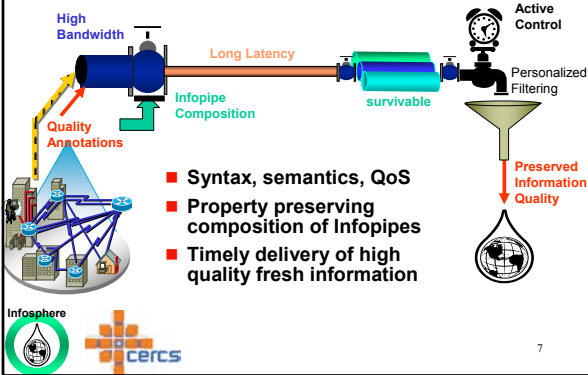 High
Bandwidth
Long Latency
Active
Control
Personalized
Filtering
Infopipe
Composition
survivable
Quality
Annotations
Preserved
Information
Quality
Syntax, semantics, QoS
Property preserving
composition of Infopipes
Timely delivery of high
quality fresh information
Infosphere
cercs
7